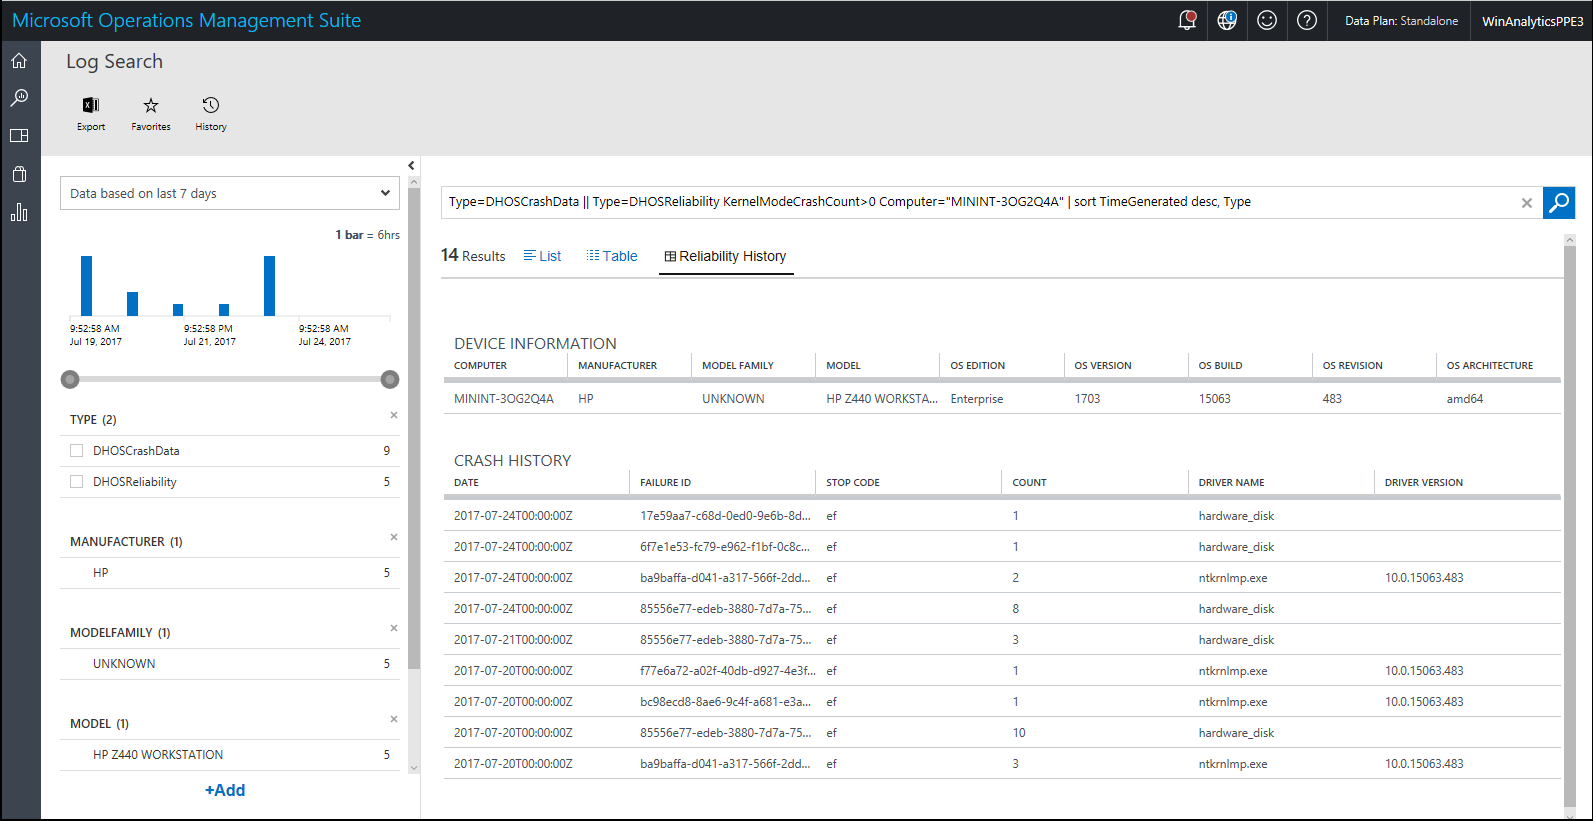 Microsoft Operations Management Suite
Data Plan: Standalone
WinAnalyticsPPE3
Log Search
Export Favorites History
Data based on last 7 days
1 bar = 6hrs
9:52:58 AM 9:52:58 PM 9:52:58 AM
Jul 19, 2017 Jul 21, 2017 Jul 24, 2017
TYPE (2)
DHOSCrashData 9
DHOSReliability 5
MANUFACTURER (1)
HP 5
MODELFAMILY (1)
UNKNOWN 5
MODEL (1)
HP Z440 WORKSTATION 5
+Add
Type=DHOSCrashData || Type=DHOSReliability KernelModeCrashCount>0 Computer="MININT-3OG2Q4A" | sort TimeGenerated desc, Type
14 Results List Table Reliability History
DEVICE INFORMATION
COMPUTER MANUFACTURER MODEL FAMILY MODEL OS EDITION OS VERSION OS BUILD OS REVISION OS ARCHITECTURE
MININT-3OG2Q4A HP UNKNOWN HP Z440 WORKSTA... Enterprise 1703 15063 483 amd64
CRASH HISTORY
DATE FAILURE ID STOP CODE COUNT DRIVER NAME DRIVER VERSION
2017-07-24T00:00:00Z 17e59aa7-c68d-0ed0-9e6b-8d... ef 1 hardware_disk
2017-07-24T00:00:00Z 6f7e1e53-fc79-e962-f1bf-0c8c... ef 1 hardware_disk
2017-07-24T00:00:00Z ba9baffa-d041-a317-566f-2dd... ef 2 ntkrnlmp.exe 10.0.15063.483
2017-07-24T00:00:00Z 85556e77-edeb-3880-7d7a-75... ef 8 hardware_disk
2017-07-21T00:00:00Z 85556e77-edeb-3880-7d7a-75... ef 3 hardware_disk
2017-07-20T00:00:00Z f77e6a72-a02f-40db-d927-4e3f... ef 1 ntkrnlmp.exe 10.0.15063.483
2017-07-20T00:00:00Z bc98ecd8-8ae6-9c4f-a681-e3a... ef 1 ntkrnlmp.exe 10.0.15063.483
2017-07-20T00:00:00Z 85556e77-edeb-3880-7d7a-75... ef 10 hardware_disk
2017-07-20T00:00:00Z ba9baffa-d041-a317-566f-2dd... ef 3 ntkrnlmp.exe 10.0.15063.483